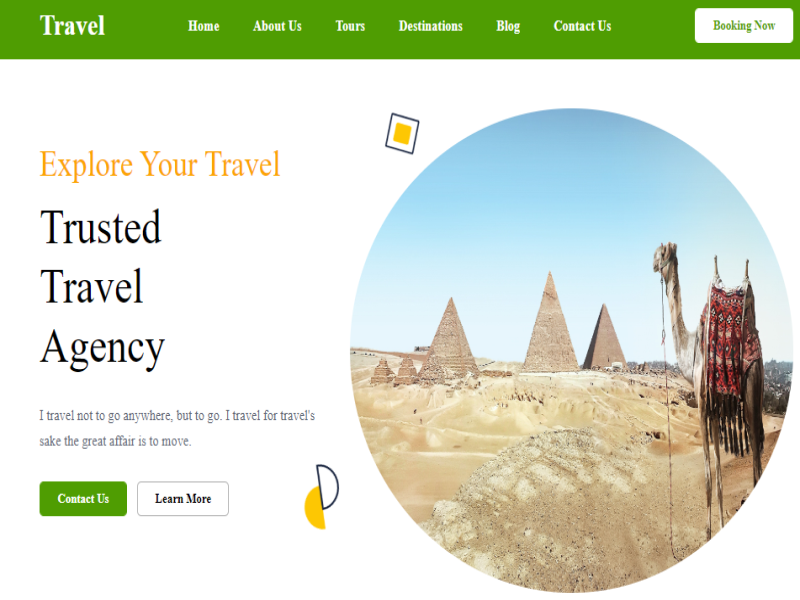 Travel
Home
About Us
Tours
Destinations
Blog
Contact Us
Booking Now
Explore Your Travel
Trusted
Travel
Agency
I travel not to go anywhere, but to go. I travel for travel's
sake the great affair is to move.
Contact Us
Learn More